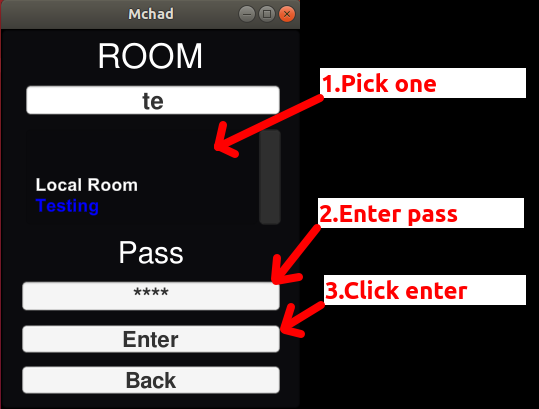 Mchad
ROOM
te
1.Pick one
Local Room
Testing
2.Enter pass
Pass
****
3.Click enter
Enter
Back